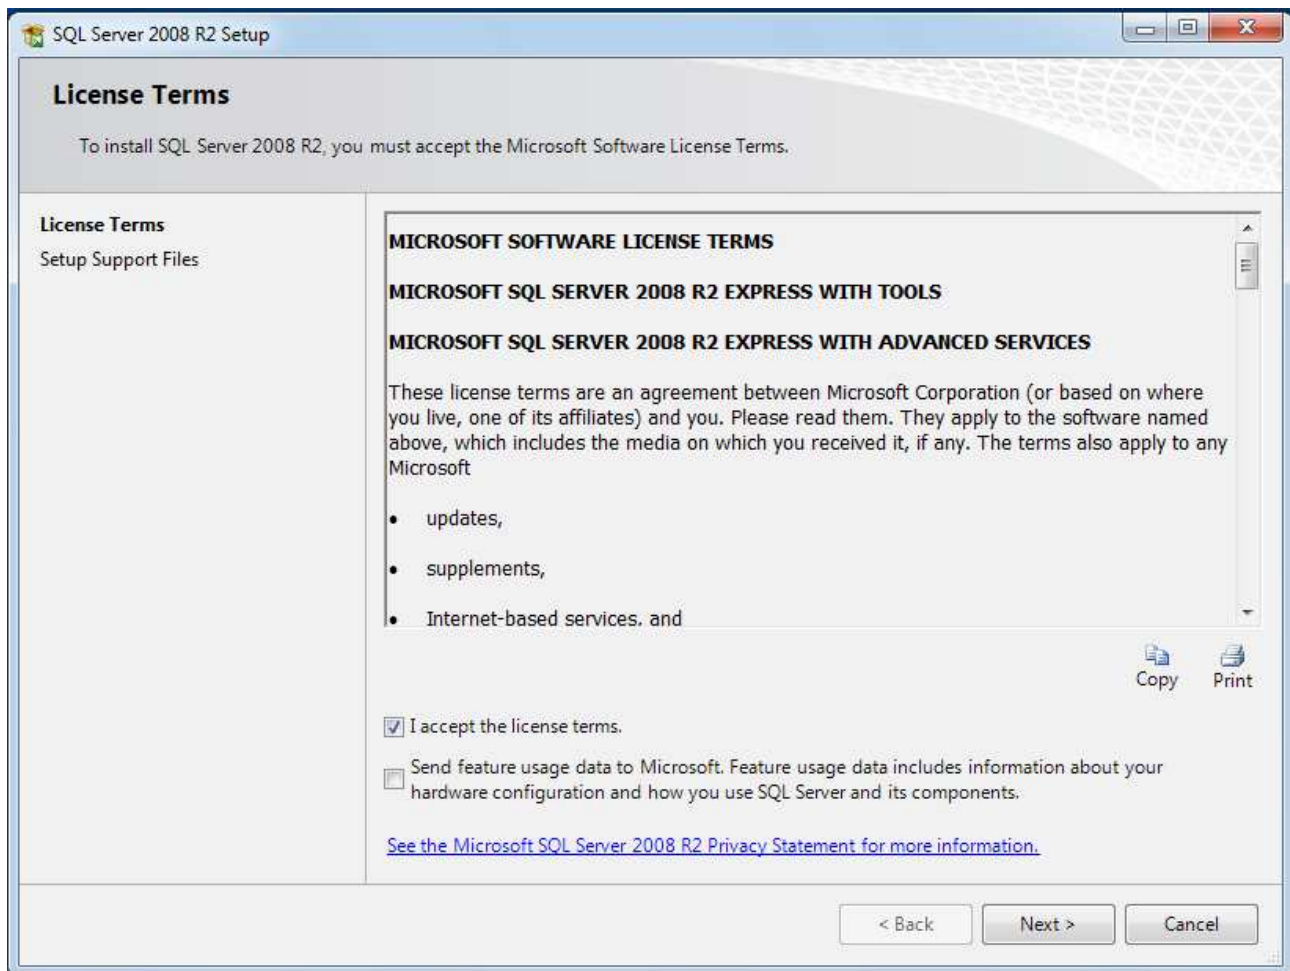 SQL Server 2008 R2 Setup
License Terms
To install SQL Server 2008 R2, you must accept the Microsoft Software License Terms.
License Terms
Setup Support Files
MICROSOFT SOFTWARE LICENSE TERMS
MICROSOFT SQL SERVER 2008 R2 EXPRESS WITH TOOLS
MICROSOFT SQL SERVER 2008 R2 EXPRESS WITH ADVANCED SERVICES
These license terms are an agreement between Microsoft Corporation (or based on where
you live, one of its affiliates) and you. Please read them. They apply to the software named
above, which includes the media on which you received it, if any. The terms also apply to any
Microsoft
• updates,
• supplements,
• Internet-based services, and
Copy Print
I accept the license terms.
Send feature usage data to Microsoft. Feature usage data includes information about your
hardware configuration and how you use SQL Server and its components.
See the Microsoft SQL Server 2008 R2 Privacy Statement for more information.
< Back Next > Cancel